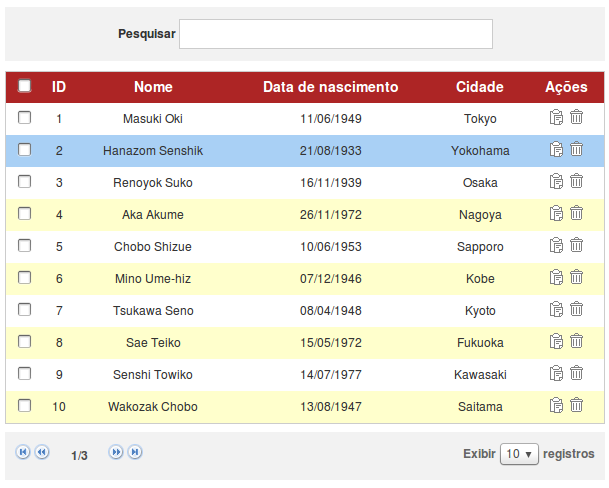 Pesquisar
ID Nome Data de nascimento Cidade Ações
1 Masuki Oki 11/06/1949 Tokyo
2 Hanazom Senshik 21/08/1933 Yokohama
3 Renoyok Suko 16/11/1939 Osaka
4 Aka Akume 26/11/1972 Nagoya
5 Chobo Shizue 10/06/1953 Sapporo
6 Mino Ume-hiz 07/12/1946 Kobe
7 Tsukawa Seno 08/04/1948 Kyoto
8 Sae Teiko 15/05/1972 Fukuoka
9 Senshi Towiko 14/07/1977 Kawasaki
10 Wakozak Chobo 13/08/1947 Saitama
1/3 Exibir 10 registros